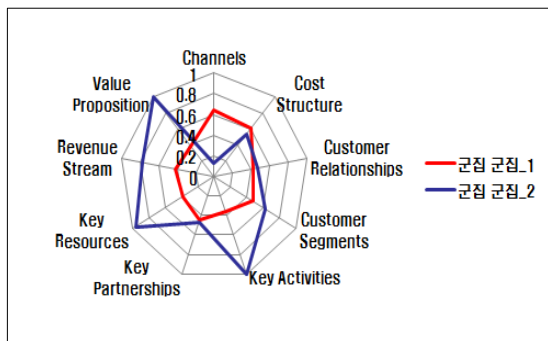 Channels
1
0.8
0.6
0.4
0.2
0
Cost
Structure
Customer
Relationships
Customer
Segments
Key Activities
Key
Partnerships
Key
Resources
Revenue
Stream
Value
Proposition
군집 군집_1
군집 군집_2